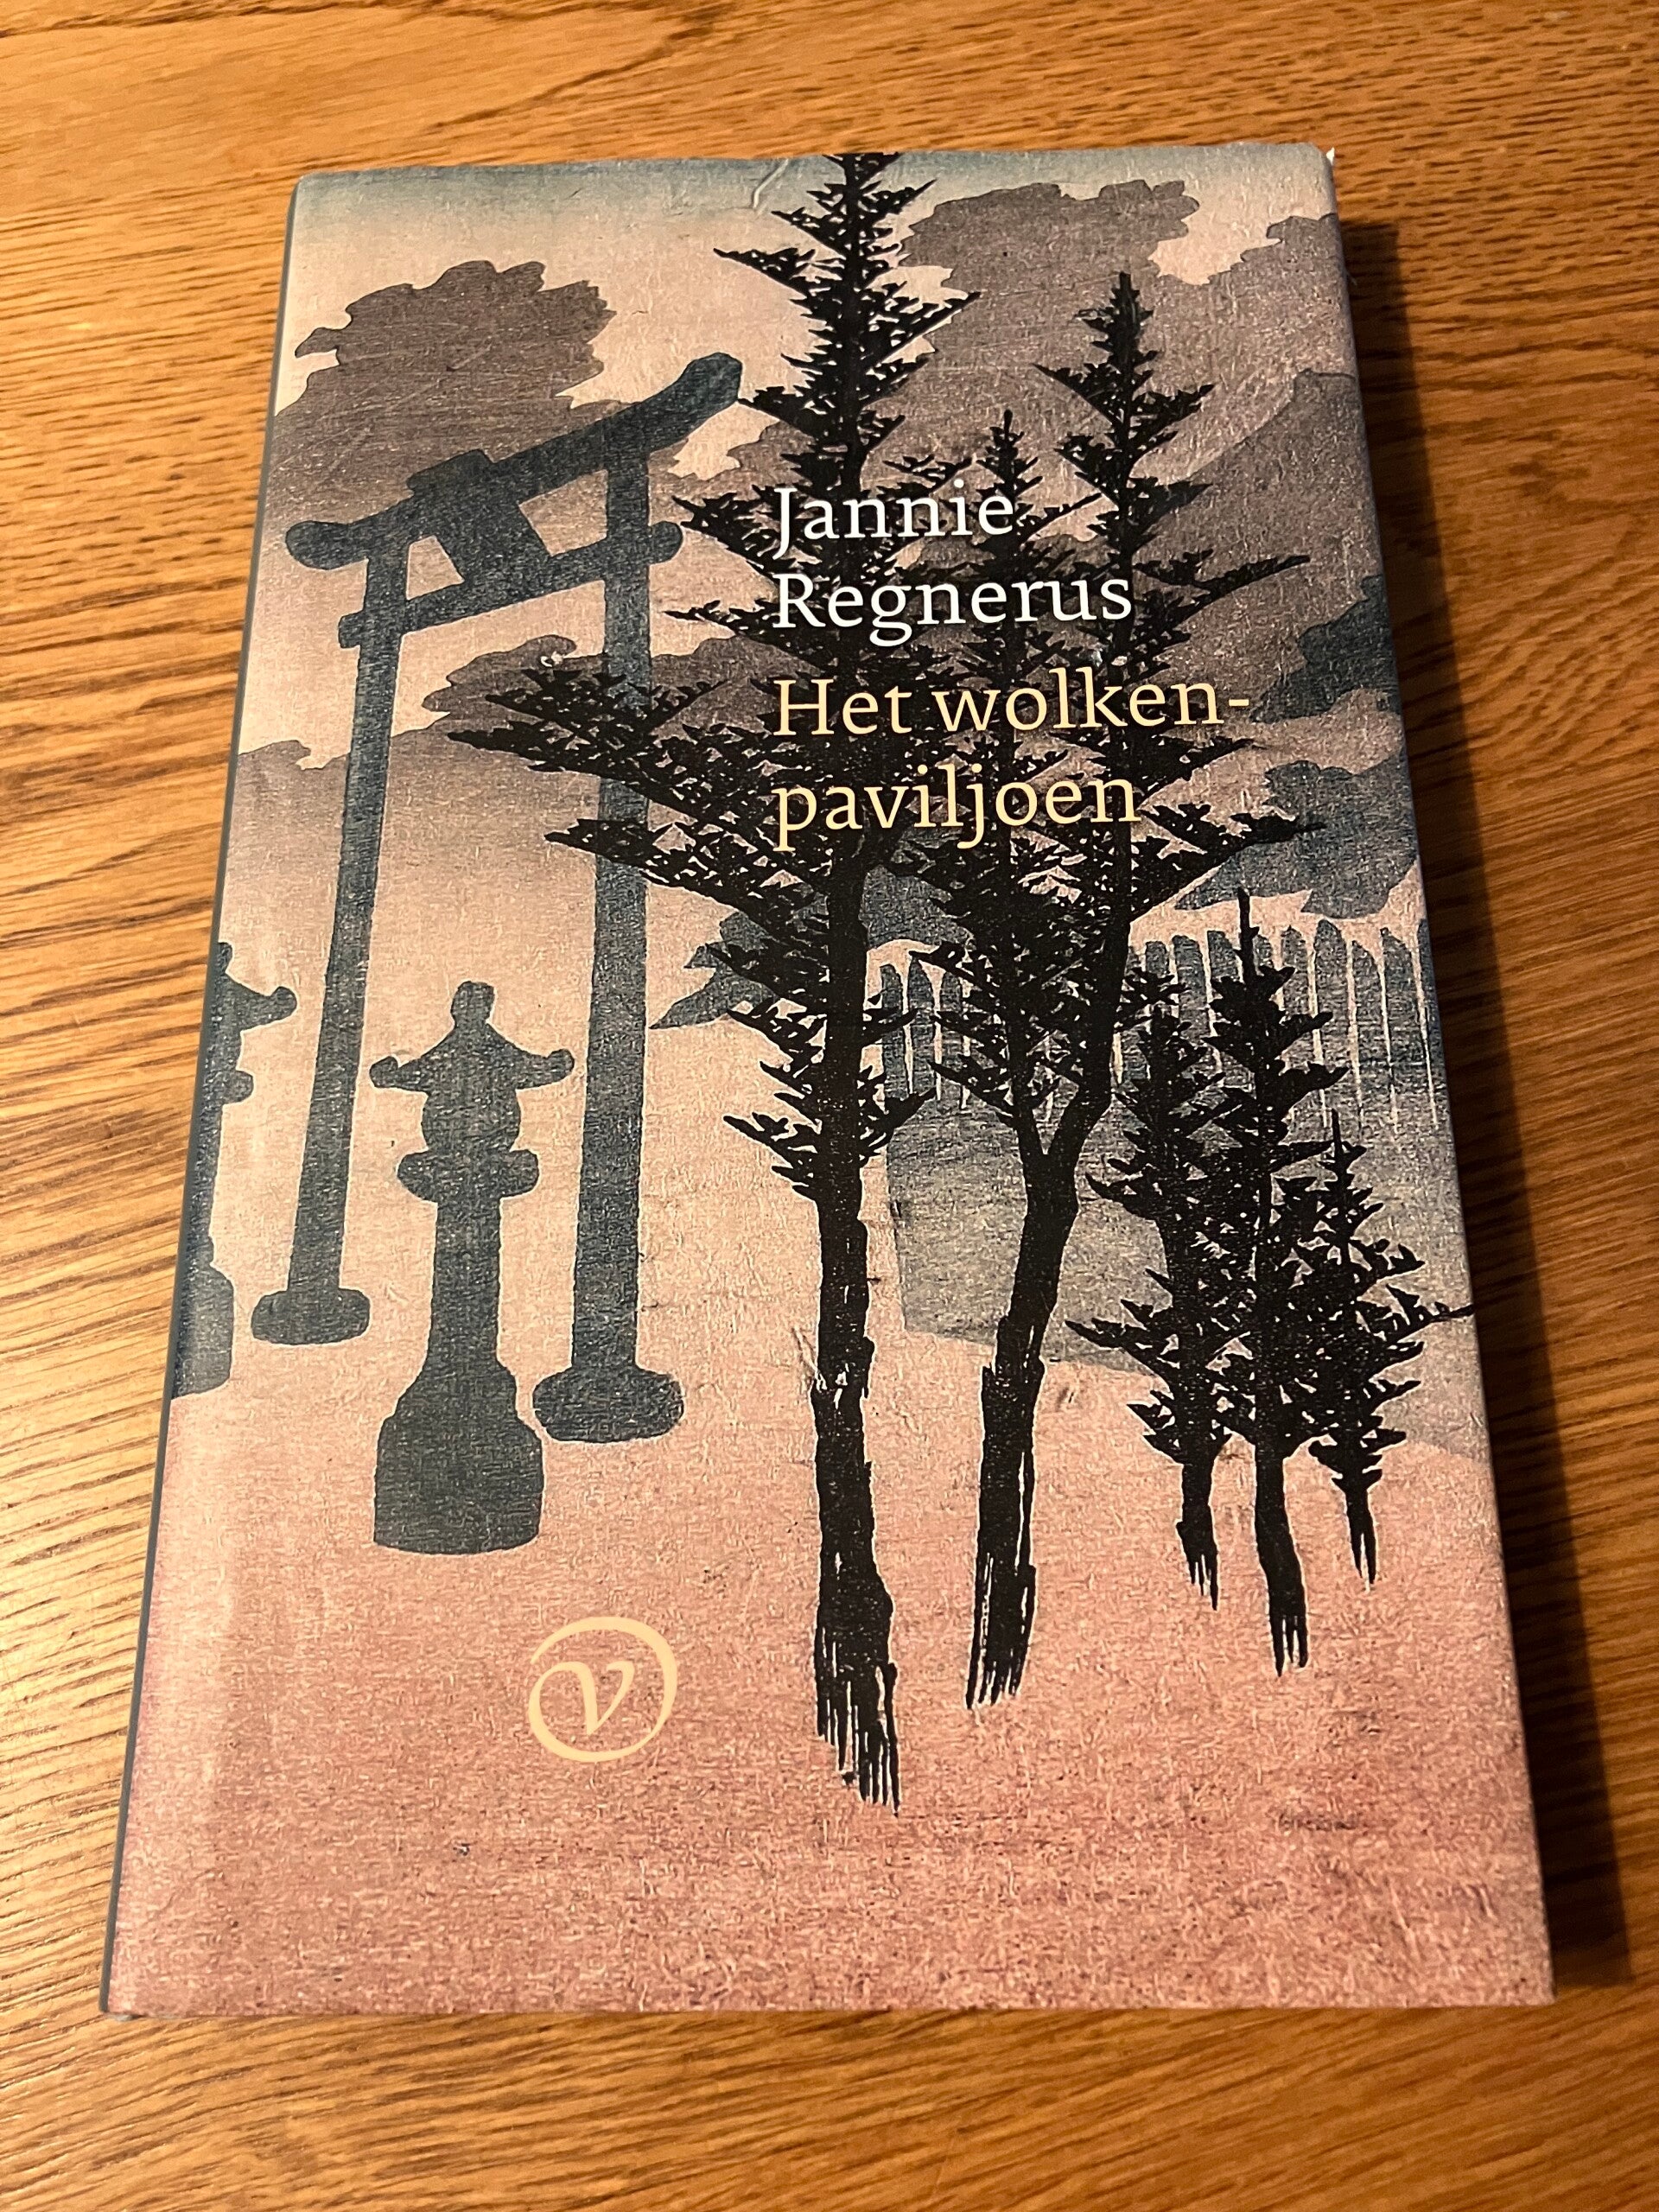 Jannie
Regnerus
Het wolken-
paviljoen
v